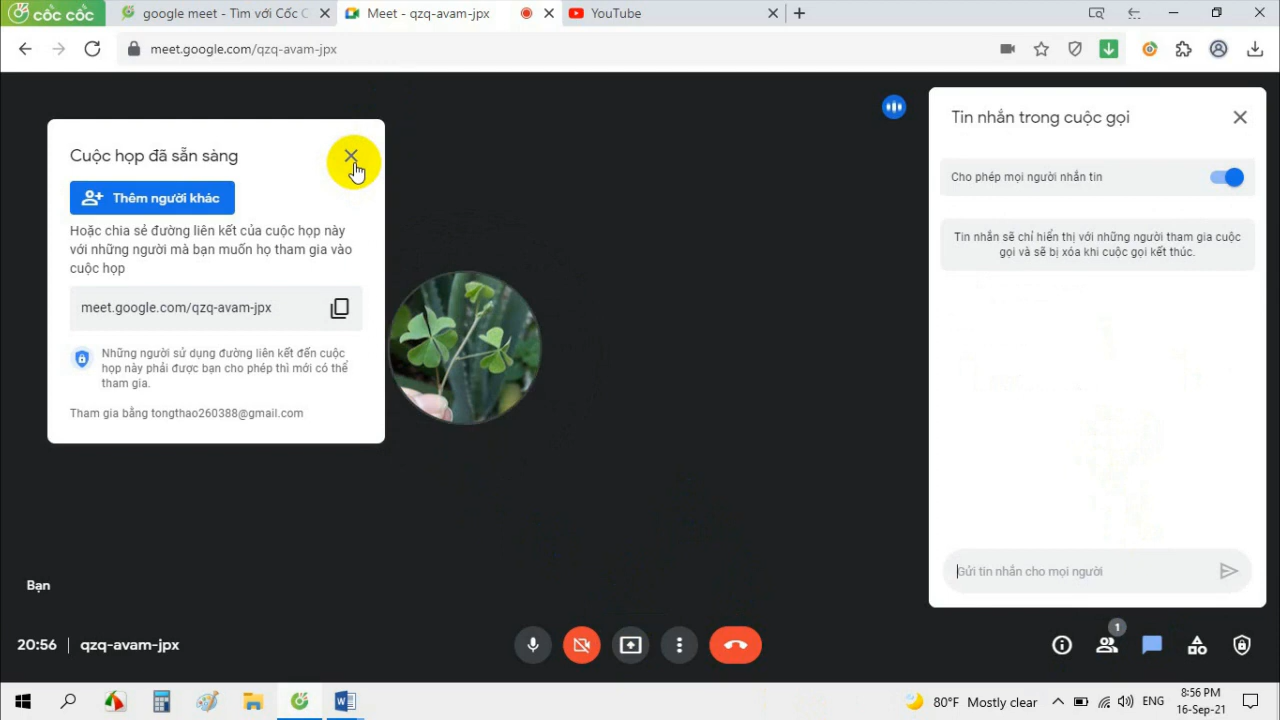 cốc cốc
google meet - Tìm với Cốc C
Meet - qzq-avam-jpx
YouTube
meet.google.com/qzq-avam-jpx
Cuộc họp đã sẵn sàng
Thêm người khác
Hoặc chia sẻ đường liên kết của cuộc họp này
với những người mà bạn muốn họ tham gia vào
cuộc họp
meet.google.com/qzq-avam-jpx
Những người sử dụng đường liên kết đến cuộc
họp này phải được bạn cho phép thì mới có thể
tham gia.
Tham gia bằng tongthao260388@gmail.com
Bạn
Tin nhắn trong cuộc gọi
Cho phép mọi người nhắn tin
Tin nhắn sẽ chỉ hiển thị với những người tham gia cuộc
gọi và sẽ bị xóa khi cuộc gọi kết thúc.
Gửi tin nhắn cho mọi người
20:56 | qzq-avam-jpx
1
80°F Mostly clear
ENG
8:56 PM
16-Sep-21